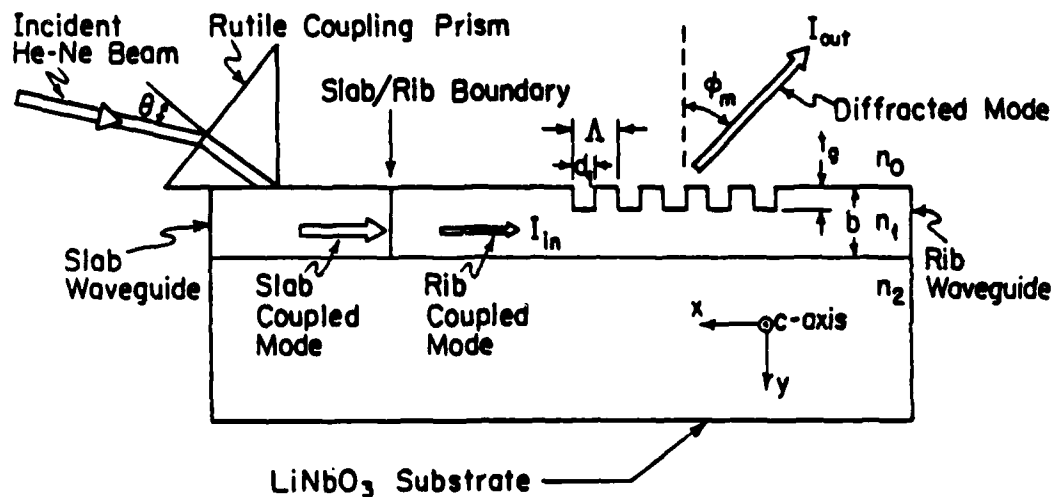 Incident
He-Ne Beam
Rutile Coupling Prism
θ
Slab/Rib Boundary
I_out
ϕ_m
Diffracted Mode
Λ
d
t_g
n_0
b
n_1
I_in
Slab
Waveguide
Slab
Coupled
Mode
Rib
Coupled
Mode
Rib
Waveguide
n_2
x
c-axis
y
LiNbO_3 Substrate